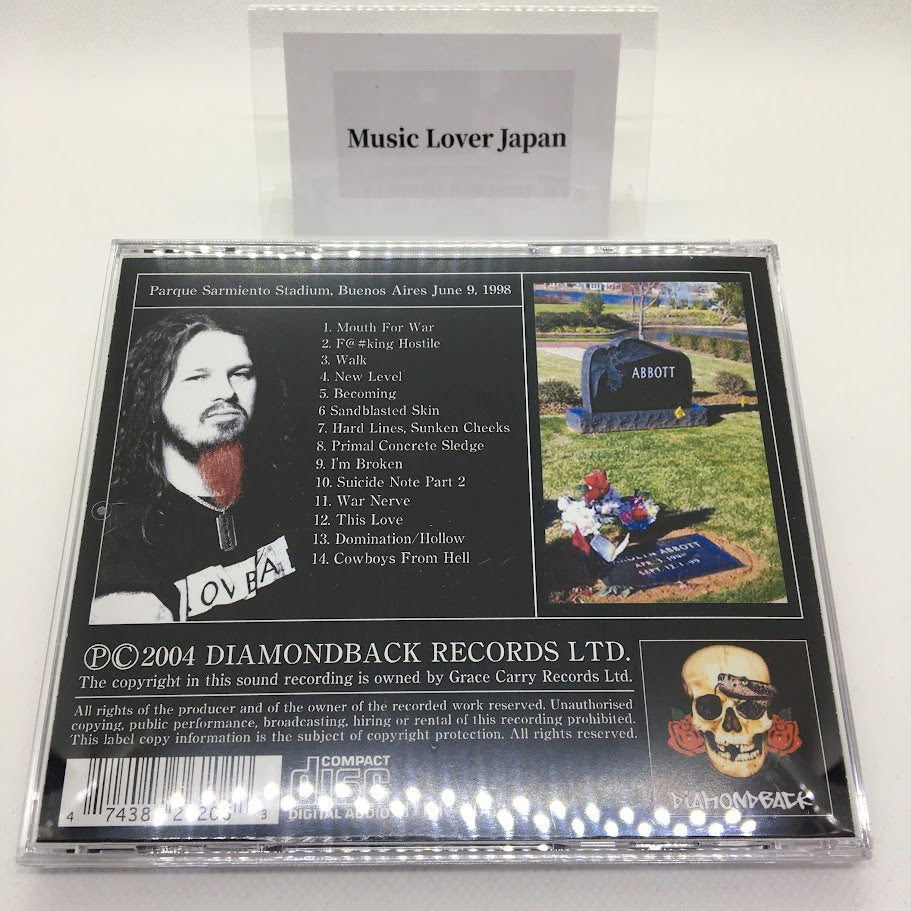 Music Lover Japan
Parque Sarmiento Stadium, Buenos Aires June 9, 1998
1. Mouth For War
2. F@#king Hostile
3. Walk
4. New Level
5. Becoming
6 Sandblasted Skin
7. Hard Lines, Sunken Cheeks
8. Primal Concrete Sledge
9. I'm Broken
10. Suicide Note Part 2
11. War Nerve
12. This Love
13. Domination/Hollow
14. Cowboys From Hell
ABBOTT
ABBOTT
APR. 3,
SEPT. 12,
ⓅⒸ2004 DIAMONDBACK RECORDS LTD.
The copyright in this sound recording is owned by Grace Carry Records Ltd.
All rights of the producer and of the owner of the recorded work reserved. Unauthorised
copying, public performance, broadcasting, hiring or rental of this recording prohibited.
This label copy information is the subject of copyright protection. All rights reserved.
COMPACT
disc
DIGITAL AUDIO
DIAMONDBACK